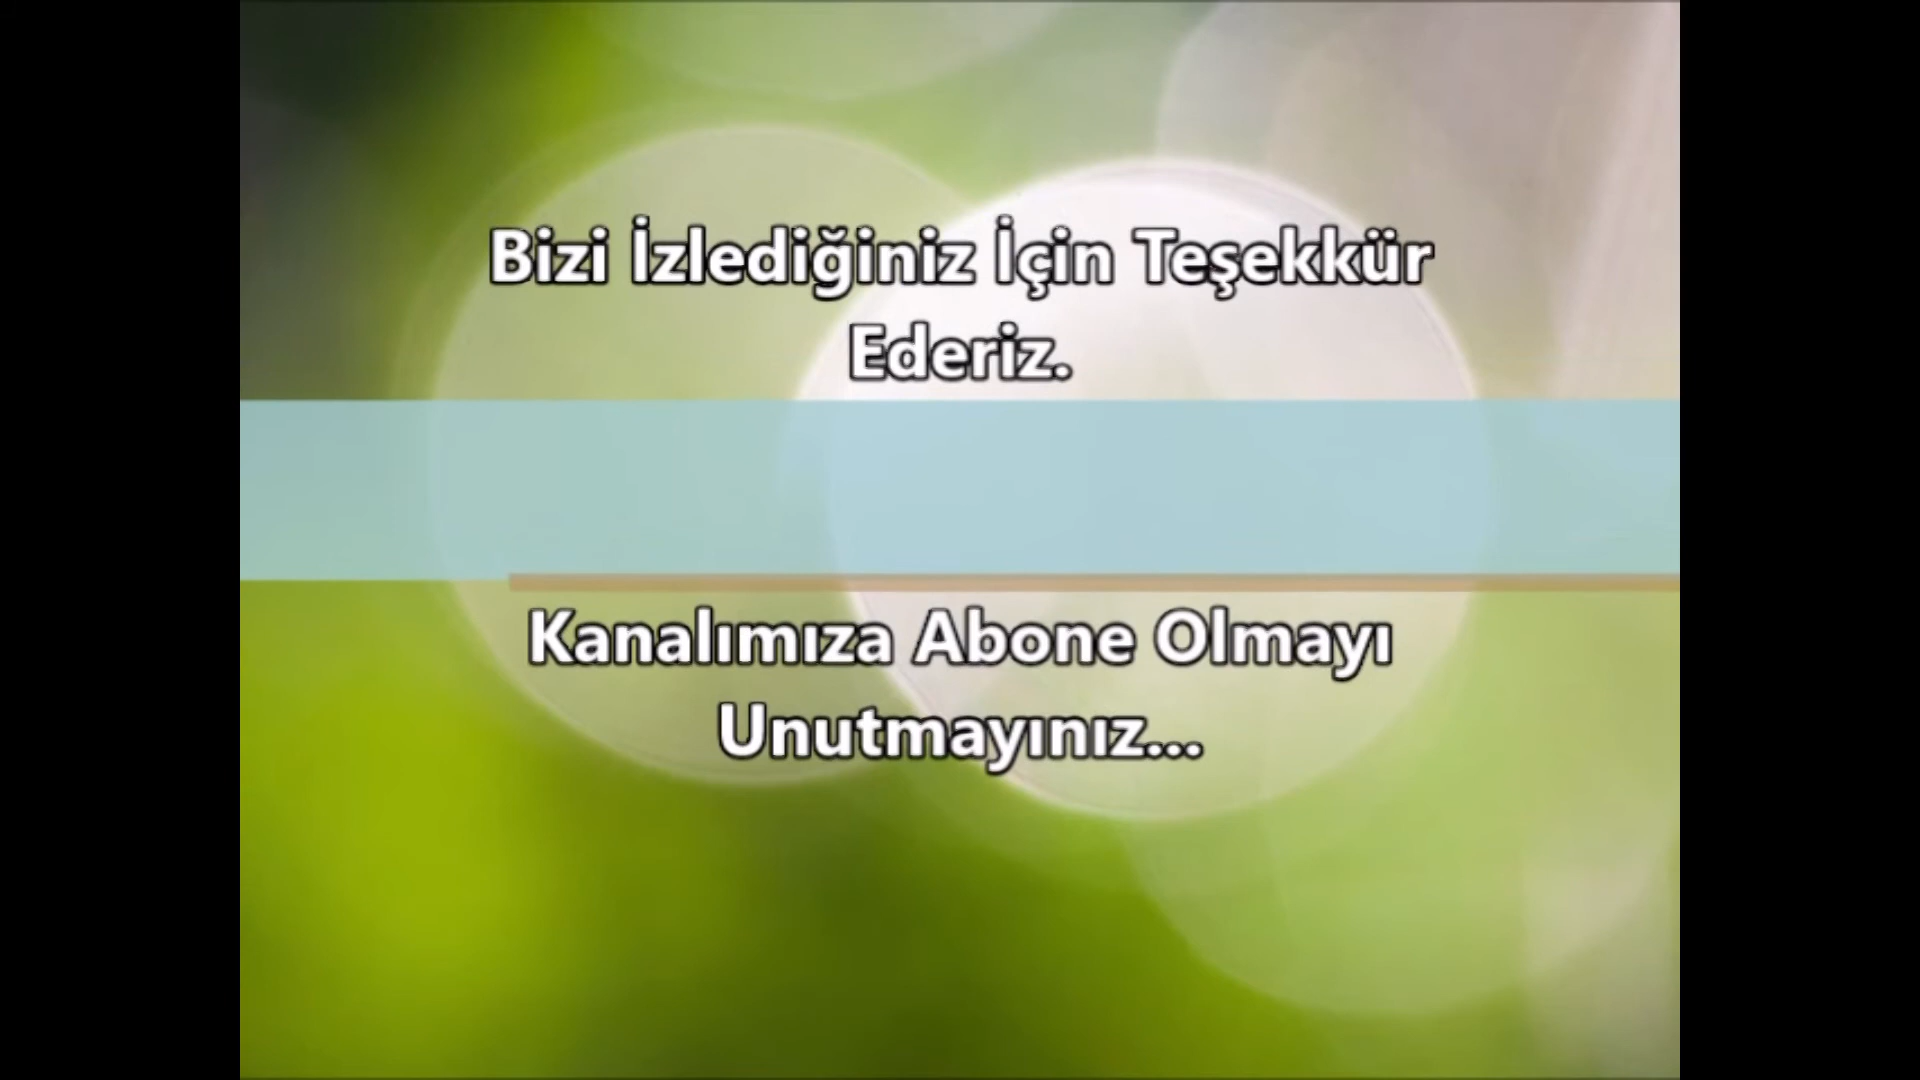 Bizi İzlediğiniz İçin Teşekkür
Ederiz.
Kanalımıza Abone Olmayı
Unutmayınız...